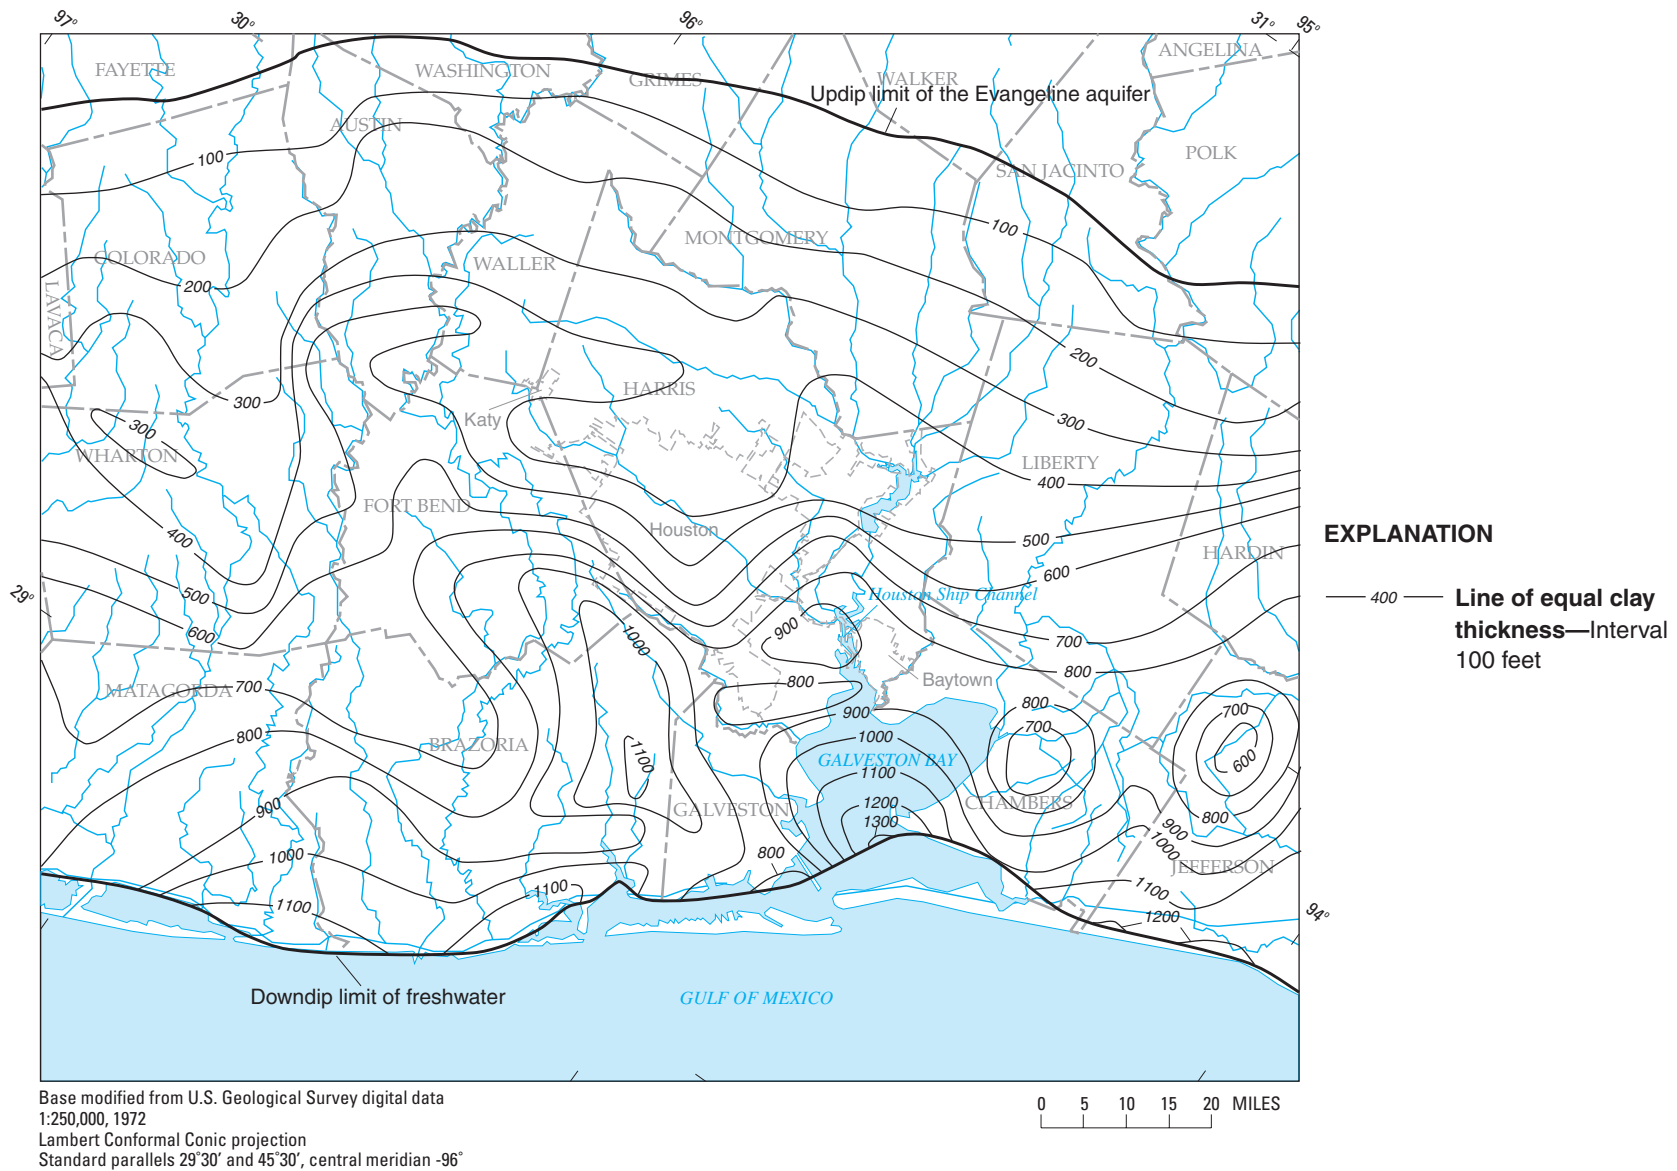 97° 30° 96° 31° 95°
FAYETTE WASHINGTON GRIMES WALKER ANGELINA
Updip limit of the Evangeline aquifer
AUSTIN
POLK
100
SAN JACINTO
100
MONTGOMERY
COLORADO WALLER
200
LAVACA
200
HARRIS
300
Katy
300
300
WHARTON
LIBERTY
400
FORT BEND
Houston
400
500
HARDIN
600
29°
500
Houston Ship Channel
600
900
1000
700
800
Baytown
MATAGORDA
700
800
900
800
700
700
800
1000
BRAZORIA
1100
GALVESTON BAY
1100
600
900
GALVESTON
1200
1300
CHAMBERS
800
900
1000
1000
800
JEFFERSON
1100
1100
1100
1200
94°
Downdip limit of freshwater
GULF OF MEXICO
EXPLANATION
400 Line of equal clay
thickness—Interval
100 feet
Base modified from U.S. Geological Survey digital data
1:250,000, 1972
Lambert Conformal Conic projection
Standard parallels 29°30′ and 45°30′, central meridian -96°
0 5 10 15 20 MILES